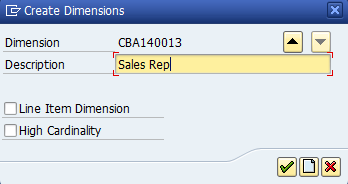 Create Dimensions
Dimension CBA140013
Description Sales Rep
Line Item Dimension
High Cardinality